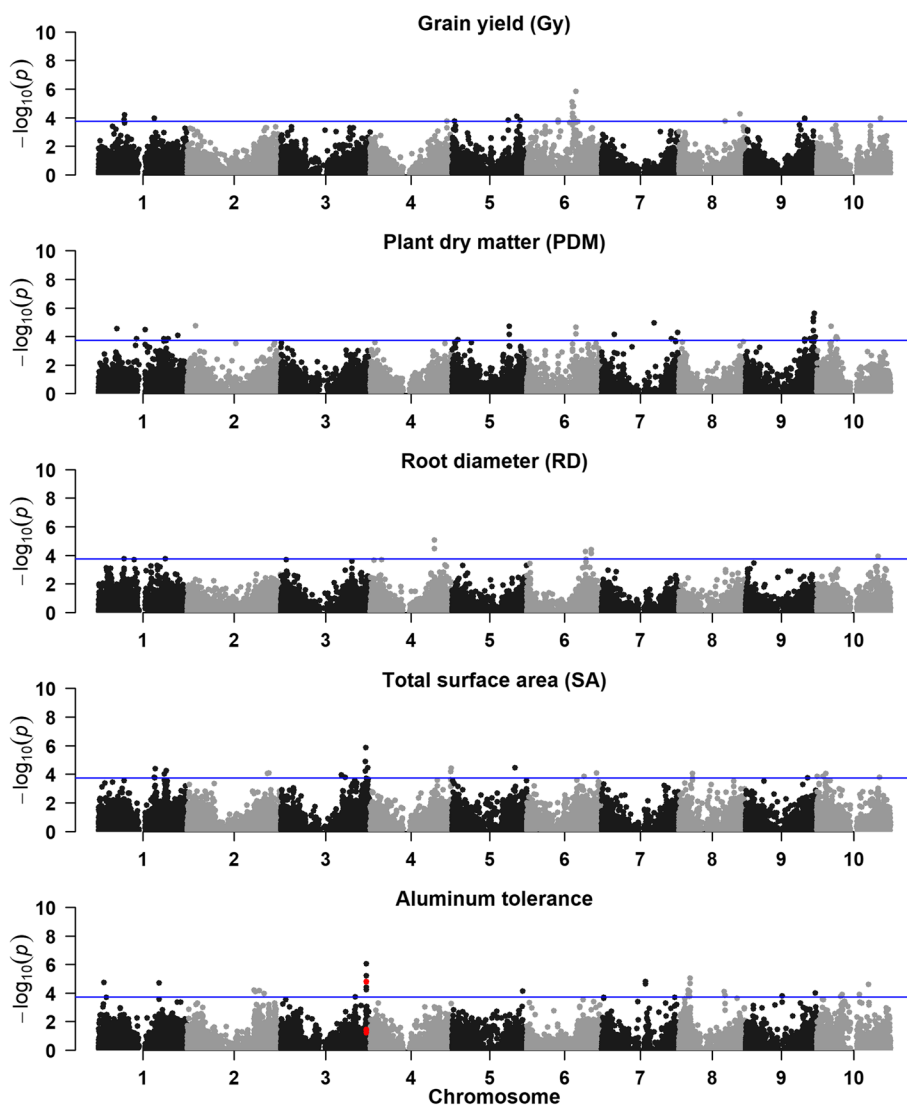 Grain yield (Gy)
10
8
6
4
2
0
−log10(p)
1 2 3 4 5 6 7 8 9 10
Plant dry matter (PDM)
10
8
6
4
2
0
−log10(p)
1 2 3 4 5 6 7 8 9 10
Root diameter (RD)
10
8
6
4
2
0
−log10(p)
1 2 3 4 5 6 7 8 9 10
Total surface area (SA)
10
8
6
4
2
0
−log10(p)
1 2 3 4 5 6 7 8 9 10
Aluminum tolerance
10
8
6
4
2
0
−log10(p)
1 2 3 4 5 6 7 8 9 10
Chromosome